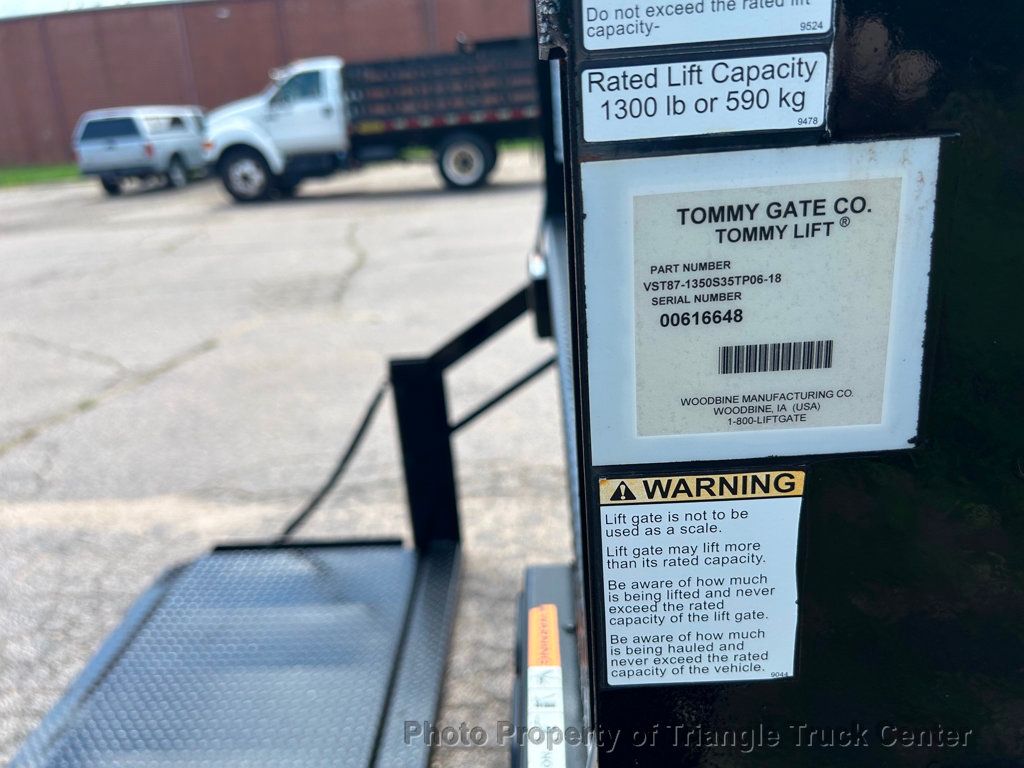 Do not exceed the rated lift
capacity-
9524
Rated Lift Capacity
1300 lb or 590 kg
9478
TOMMY GATE CO.
TOMMY LIFT ®
PART NUMBER
VST87-1350S35TP06-18
SERIAL NUMBER
00616648
WOODBINE MANUFACTURING CO.
WOODBINE, IA (USA)
1-800-LIFTGATE
WARNING
Lift gate is not to be
used as a scale.
Lift gate may lift more
than its rated capacity.
Be aware of how much
is being lifted and never
exceed the rated
capacity of the lift gate.
Be aware of how much
is being hauled and
never exceed the rated
capacity of the vehicle.
9044
WARNING
Photo Property of Triangle Truck Center